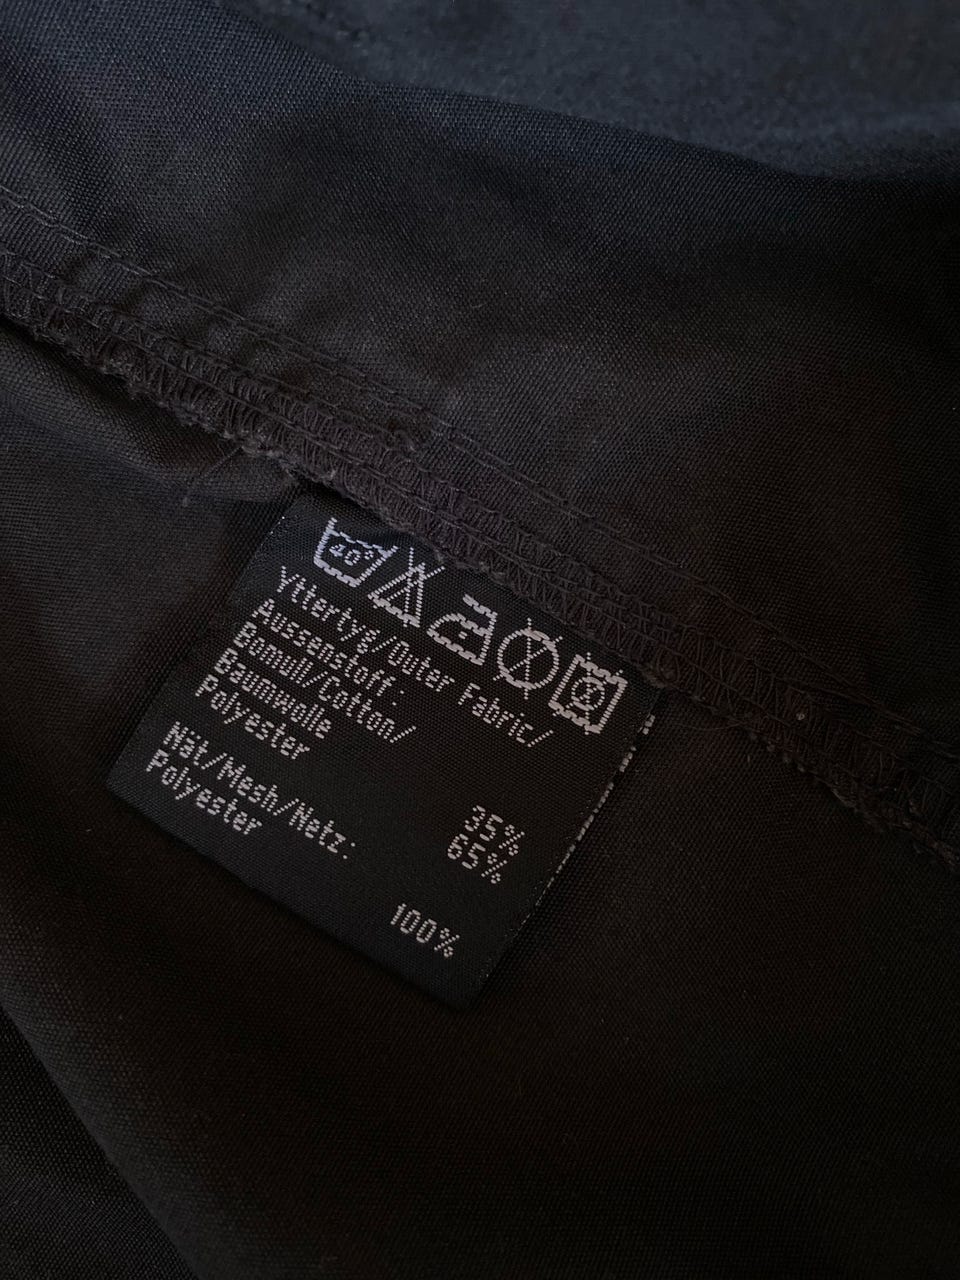 40°
Yttertyg/Outer Fabric/
Aussenstoff:
Bomull/Cotton/
Baumwolle 35%
Polyester 65%
Nät/Mesh/Netz:
Polyester 100%